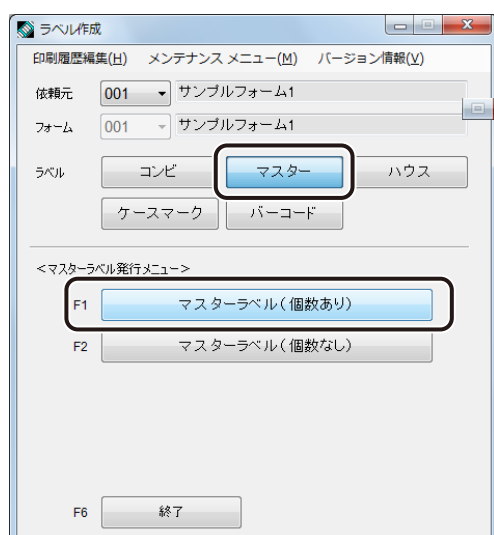 ラベル作成
印刷履歴編集(H) メンテナンス メニュー(M) バージョン情報(V)
依頼元 001 サンプルフォーム1
フォーム 001 サンプルフォーム1
ラベル コンビ マスター ハウス
ケースマーク バーコード
<マスターラベル発行メニュー>
F1 マスターラベル(個数あり)
F2 マスターラベル(個数なし)
F6 終了